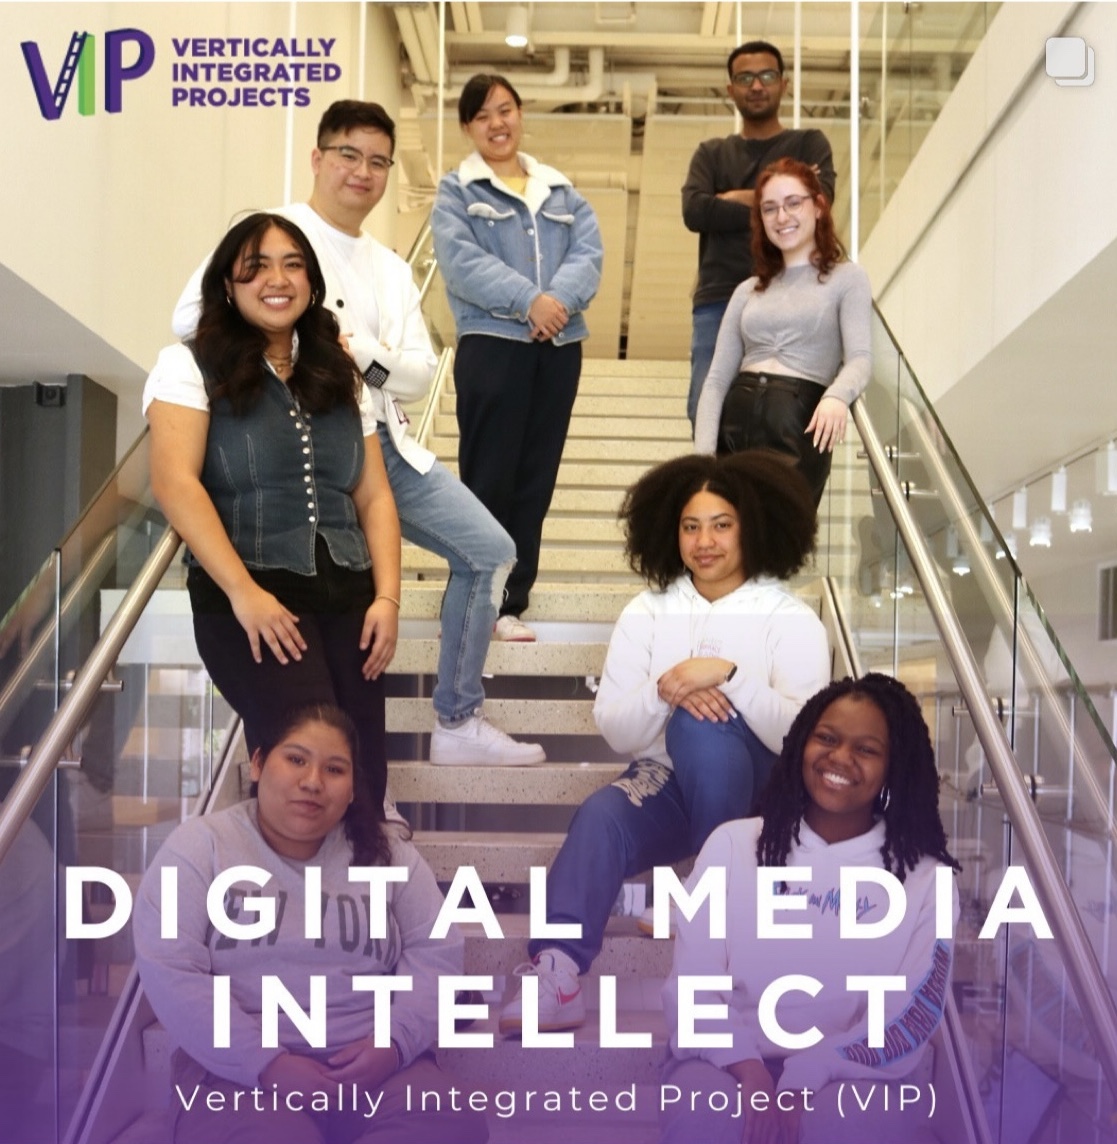 VIP
VERTICALLY
INTEGRATED
PROJECTS
DIGITAL MEDIA
INTELLECT
Vertically Integrated Project (VIP)